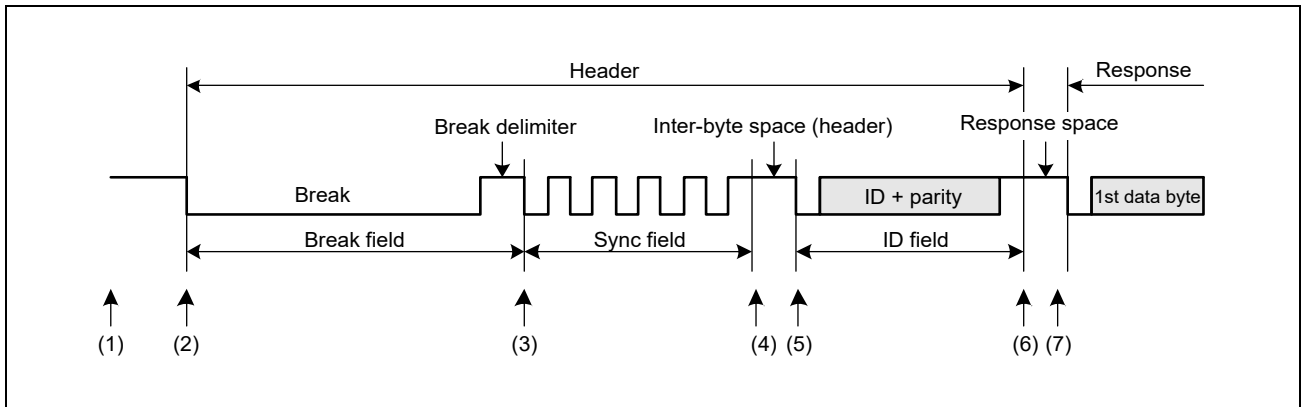 Header
Response
Break delimiter
Inter-byte space (header)
Response space
Break
ID + parity
1st data byte
Break field
Sync field
ID field
(1)
(2)
(3)
(4)
(5)
(6)
(7)